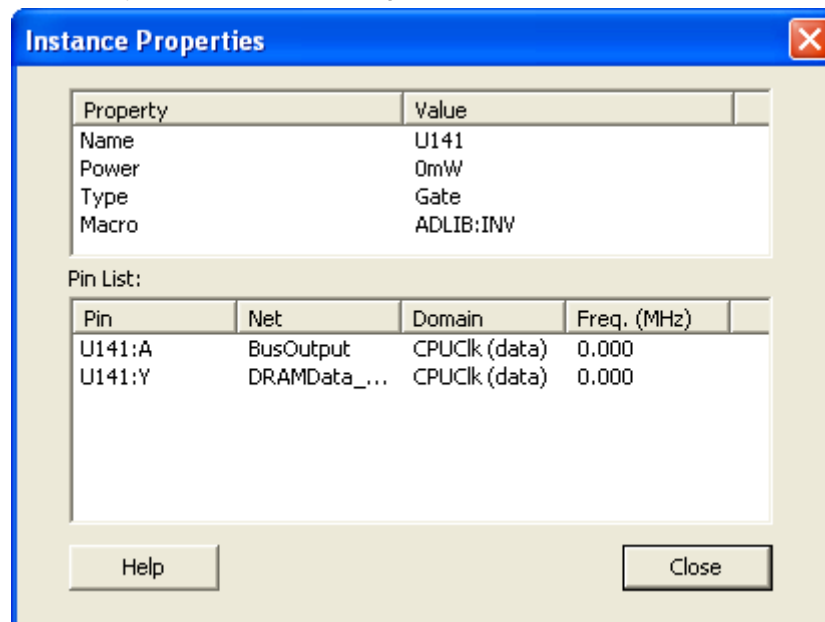 Instance Properties
Property Value
Name U141
Power 0mW
Type Gate
Macro ADLIB:INV
Pin List:
Pin Net Domain Freq. (MHz)
U141:A BusOutput CPUClk (data) 0.000
U141:Y DRAMData_... CPUClk (data) 0.000
Help Close